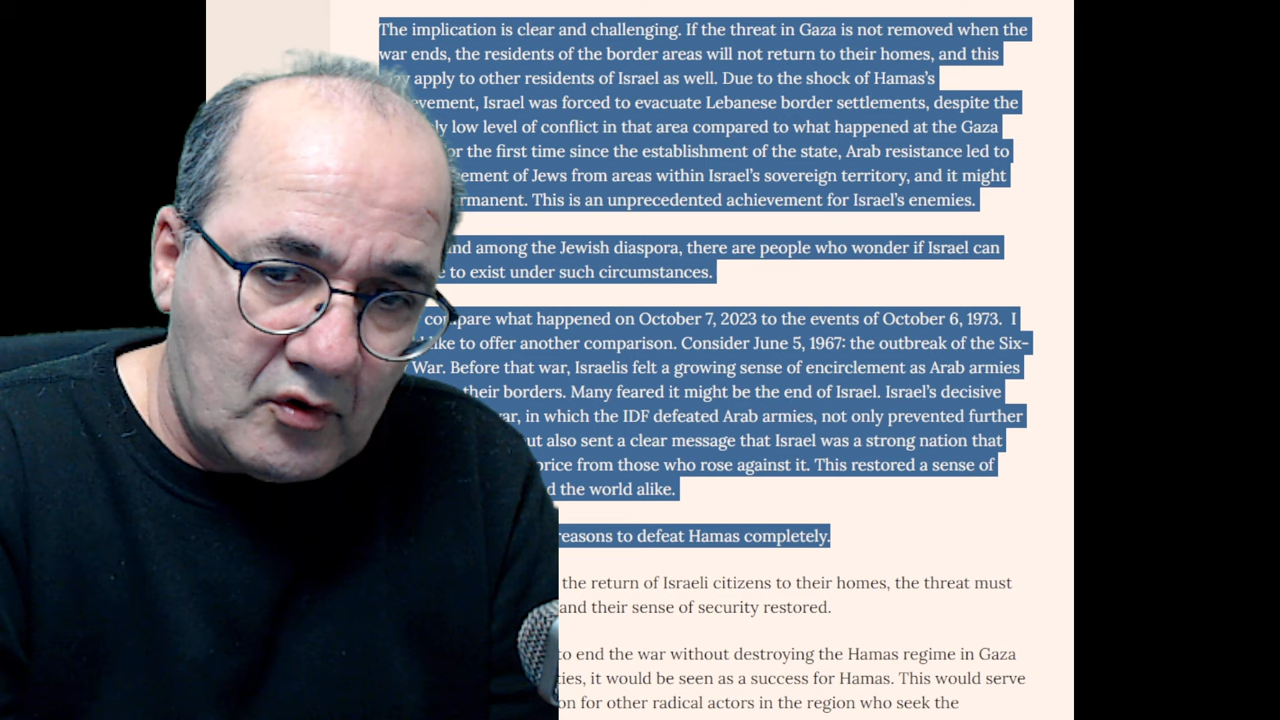 The implication is clear and challenging. If the threat in Gaza is not removed when the
war ends, the residents of the border areas will not return to their homes, and this
apply to other residents of Israel as well. Due to the shock of Hamas’s
Israel was forced to evacuate Lebanese border settlements, despite the
low level of conflict in that area compared to what happened at the Gaza
the first time since the establishment of the state, Arab resistance led to
of Jews from areas within Israel’s sovereign territory, and it might
This is an unprecedented achievement for Israel’s enemies.
among the Jewish diaspora, there are people who wonder if Israel can
to exist under such circumstances.
compare what happened on October 7, 2023 to the events of October 6, 1973. I
like to offer another comparison. Consider June 5, 1967: the outbreak of the Six-
War. Before that war, Israelis felt a growing sense of encirclement as Arab armies
their borders. Many feared it might be the end of Israel. Israel’s decisive
in which the IDF defeated Arab armies, not only prevented further
also sent a clear message that Israel was a strong nation that
price from those who rose against it. This restored a sense of
the world alike.
reasons to defeat Hamas completely.
the return of Israeli citizens to their homes, the threat must
and their sense of security restored.
to end the war without destroying the Hamas regime in Gaza
it would be seen as a success for Hamas. This would serve
for other radical actors in the region who seek the